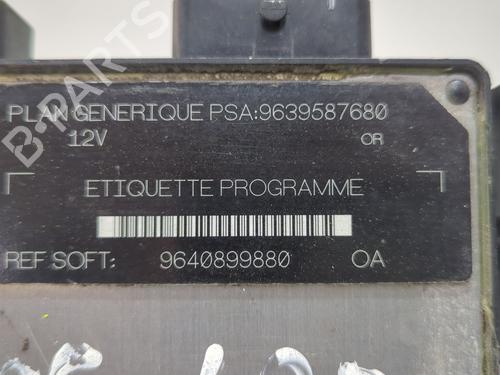 B-PARTS
PLAN GENERIQUE PSA:9639587680
12V OR
ETIQUETTE PROGRAMME
REF SOFT: 9640899880 OA